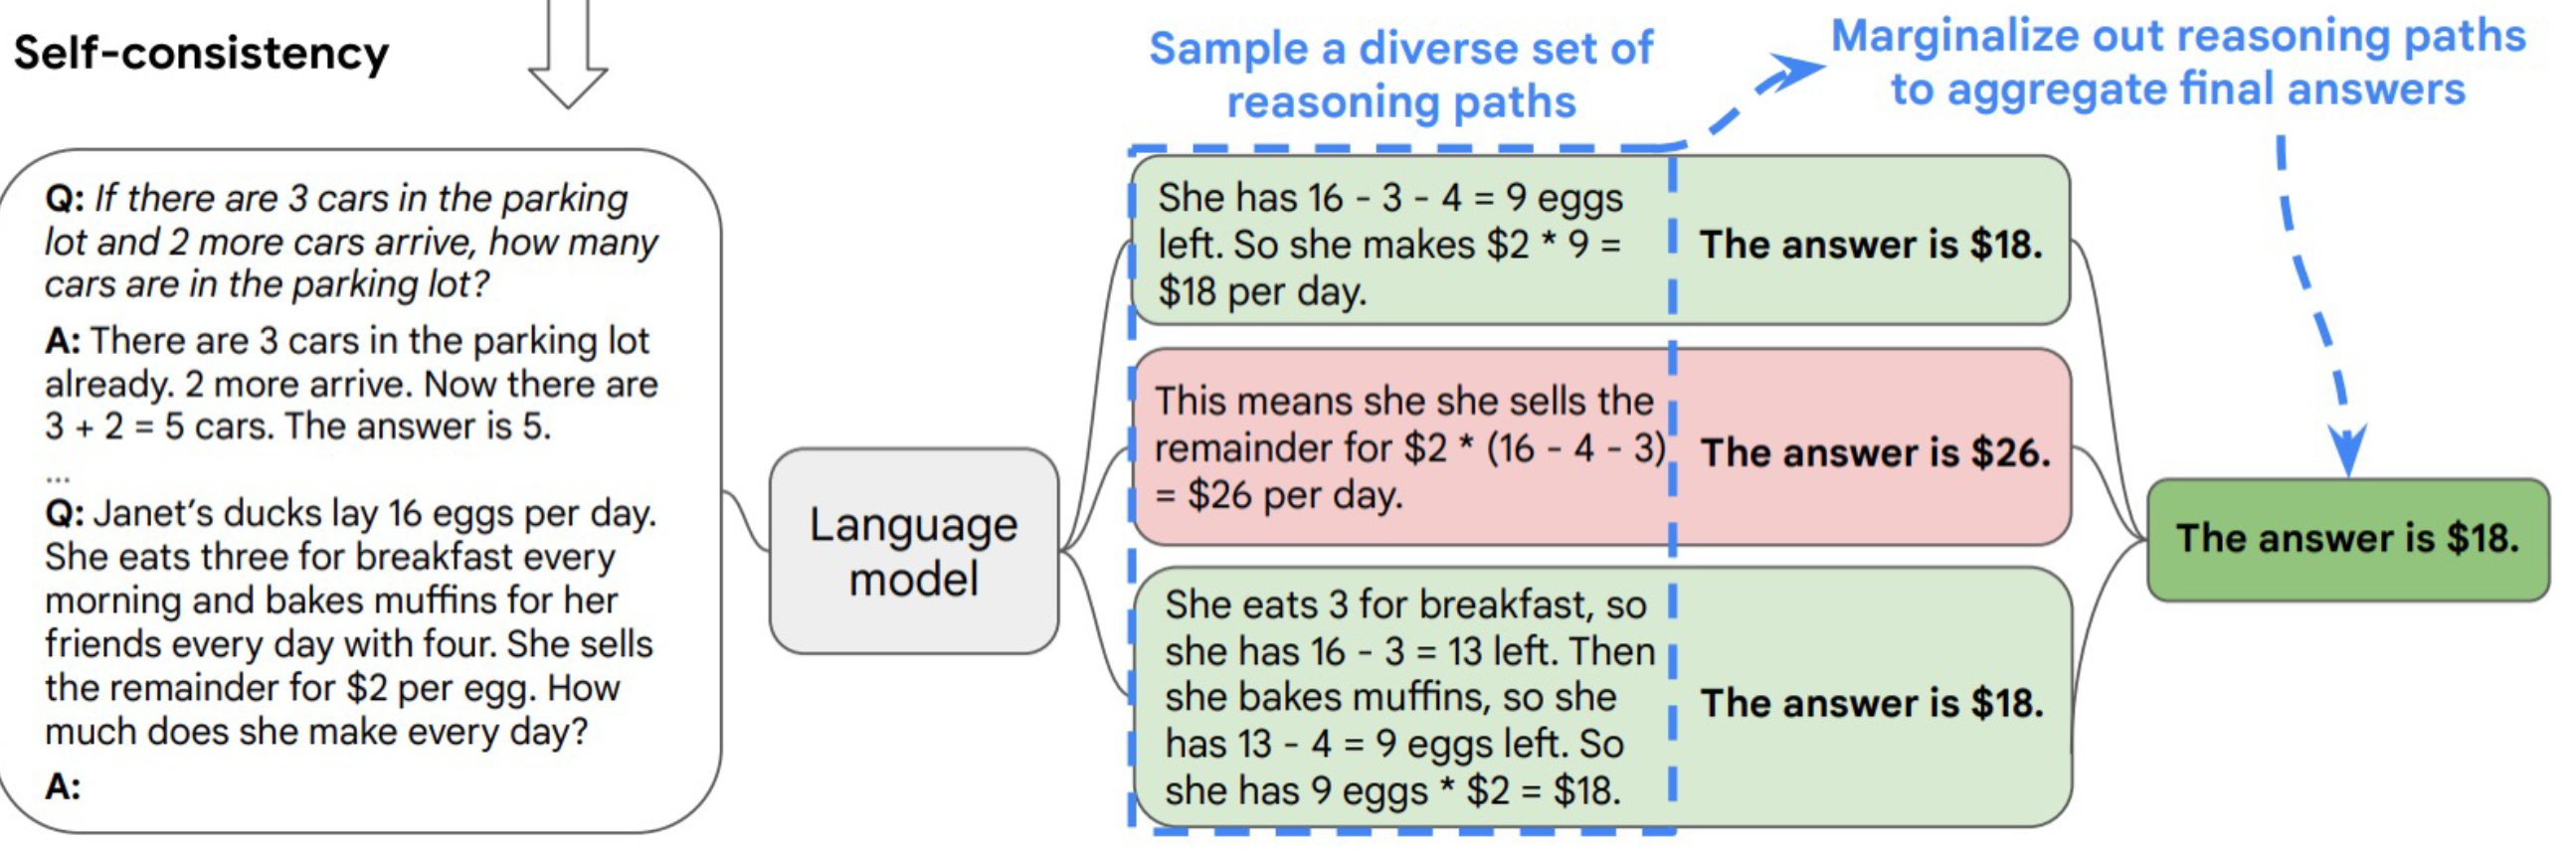 Self-consistency
Sample a diverse set of
reasoning paths
Marginalize out reasoning paths
to aggregate final answers
Q: If there are 3 cars in the parking
lot and 2 more cars arrive, how many
cars are in the parking lot?
A: There are 3 cars in the parking lot
already. 2 more arrive. Now there are
3 + 2 = 5 cars. The answer is 5.
...
Q: Janet's ducks lay 16 eggs per day.
She eats three for breakfast every
morning and bakes muffins for her
friends every day with four. She sells
the remainder for $2 per egg. How
much does she make every day?
A:
Language
model
She has 16 - 3 - 4 = 9 eggs
left. So she makes $2 * 9 =
$18 per day.
The answer is $18.
This means she she sells the
remainder for $2 * (16 - 4 - 3)
= $26 per day.
The answer is $26.
She eats 3 for breakfast, so
she has 16 - 3 = 13 left. Then
she bakes muffins, so she
has 13 - 4 = 9 eggs left. So
she has 9 eggs * $2 = $18.
The answer is $18.
The answer is $18.